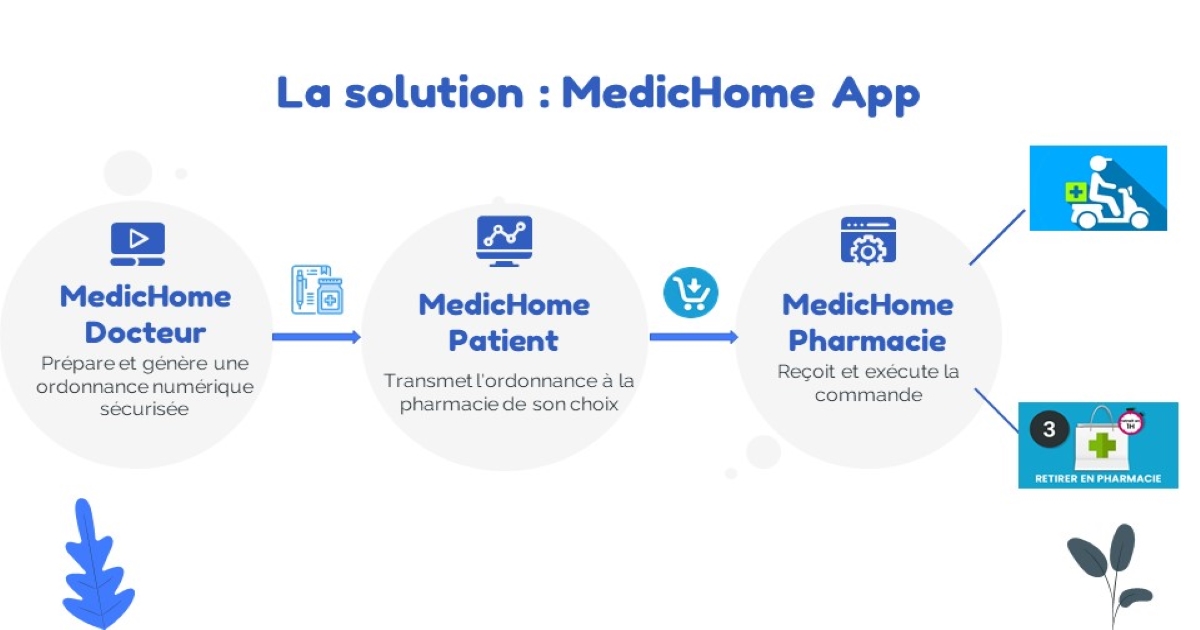 La solution : MedicHome App
MedicHome
Docteur
Prépare et génère une
ordonnance numérique
sécurisée
MedicHome
Patient
Transmet l'ordonnance à la
pharmacie de son choix
MedicHome
Pharmacie
Reçoit et exécute la
commande
3
1H
RETIRER EN PHARMACIE